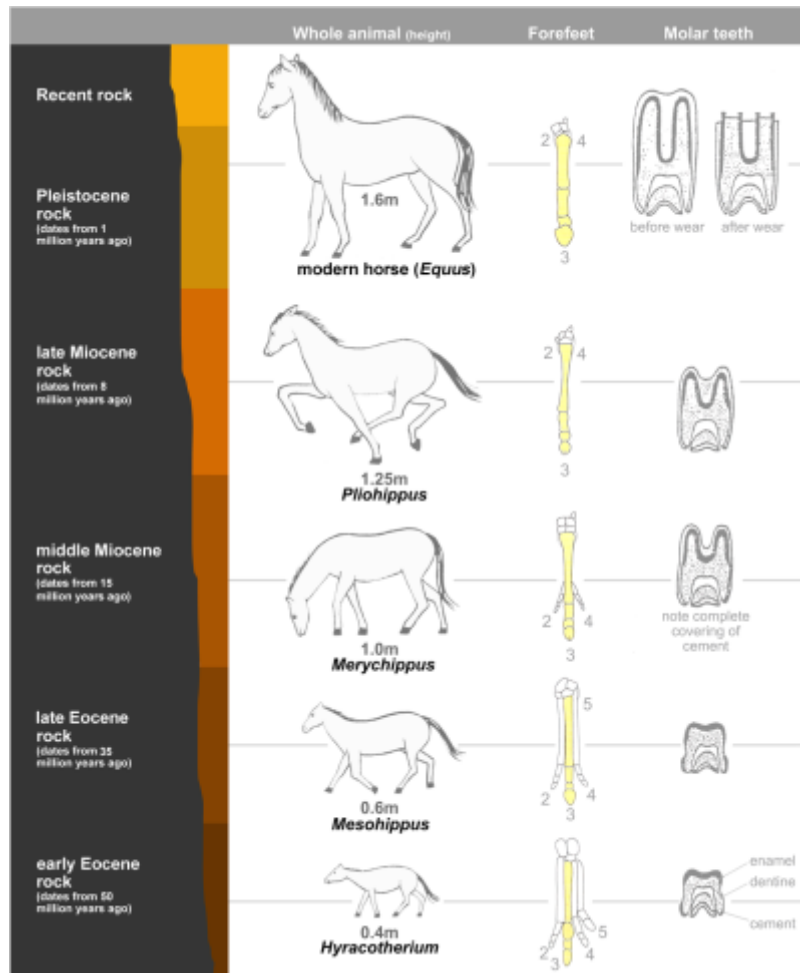 Whole animal (height) Forefeet Molar teeth
Recent rock
2 4
1.6m
3
before wear after wear
modern horse (Equus)
Pleistocene
rock
(dates from 1
million years ago)
late Miocene
rock
(dates from 8
million years ago)
2 4
3
1.25m
Pliohippus
middle Miocene
rock
(dates from 15
million years ago)
2 4
3
1.0m
Merychippus
note complete
covering of
cement
late Eocene
rock
(dates from 35
million years ago)
5
2 4
3
0.6m
Mesohippus
early Eocene
rock
(dates from 50
million years ago)
enamel
dentine
cement
5
2 4
3
0.4m
Hyracotherium